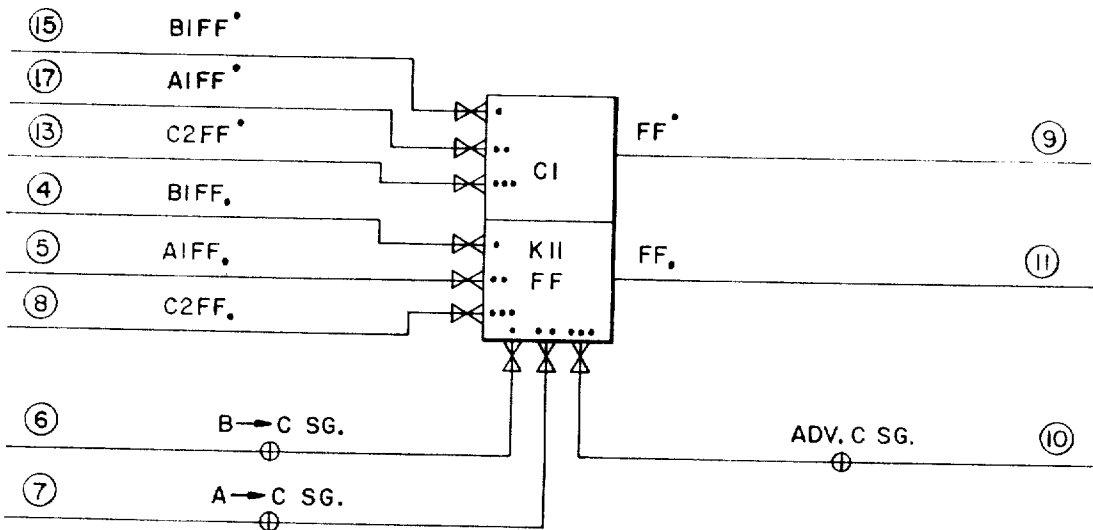 15 B1FF•
17 A1FF•
13 C2FF•
4 B1FF.
5 A1FF.
8 C2FF.
C1
K11
FF
FF• 9
FF. 11
6 B→C SG.
7 A→C SG.
ADV. C SG. 10